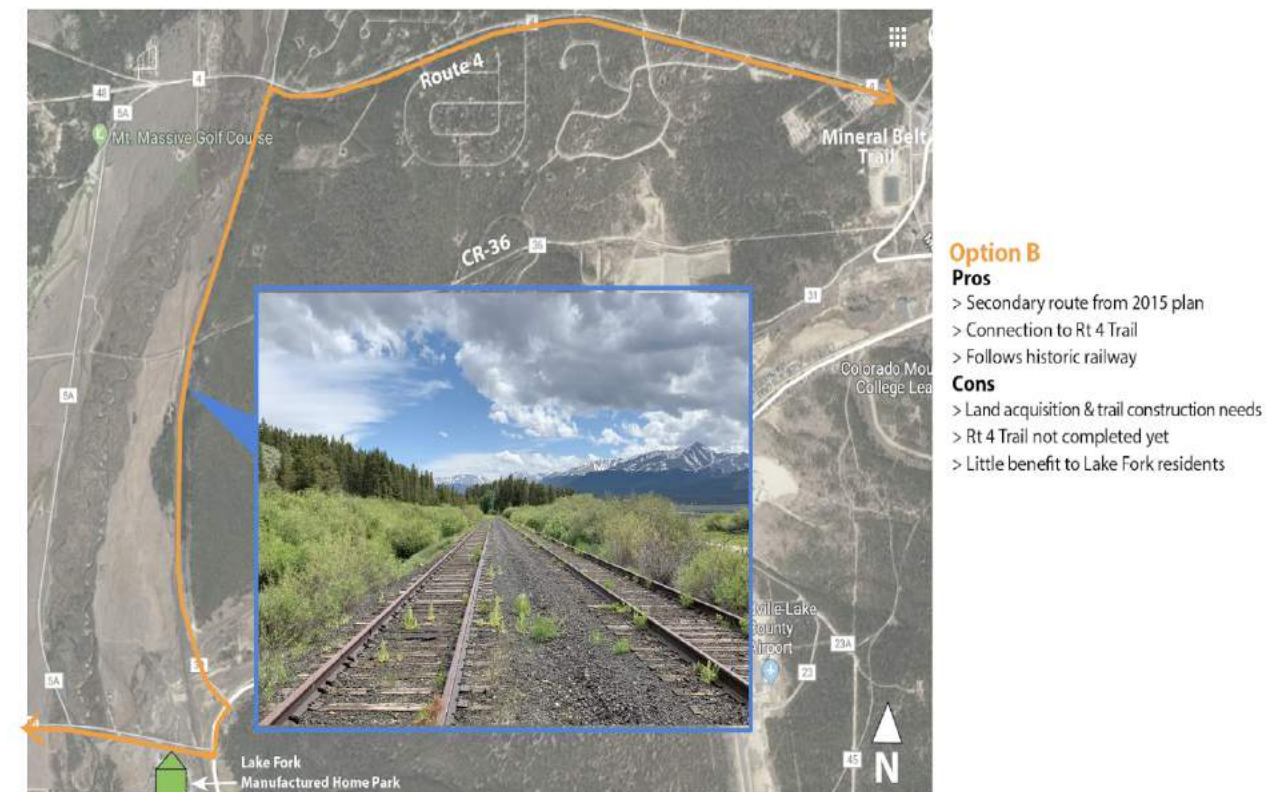 4
Route 4
4
48
5A
Mt. Massive Golf Course
Mineral Belt
Trail
CR-36
36
31
5A
Colorado Mou
College Lea
ville-Lake
County
Airport
23A
23
5A
45
N
Lake Fork
Manufactured Home Park
Option B
Pros
> Secondary route from 2015 plan
> Connection to Rt 4 Trail
> Follows historic railway
Cons
> Land acquisition & trail construction needs
> Rt 4 Trail not completed yet
> Little benefit to Lake Fork residents